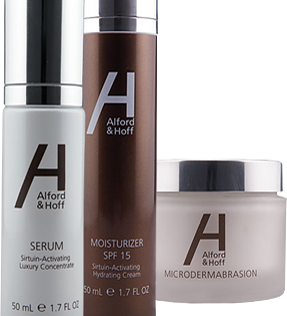 A
Alford
& Hoff
SERUM
Sirtuin-Activating
Luxury Concentrate
50 mL e 1.7 FL OZ
A
Alford
& Hoff
MOISTURIZER
SPF 15
Sirtuin-Activating
Hydrating Cream
50 mL e 1.7 FL OZ
A
Alford
& Hoff
MICRODERMABRASION